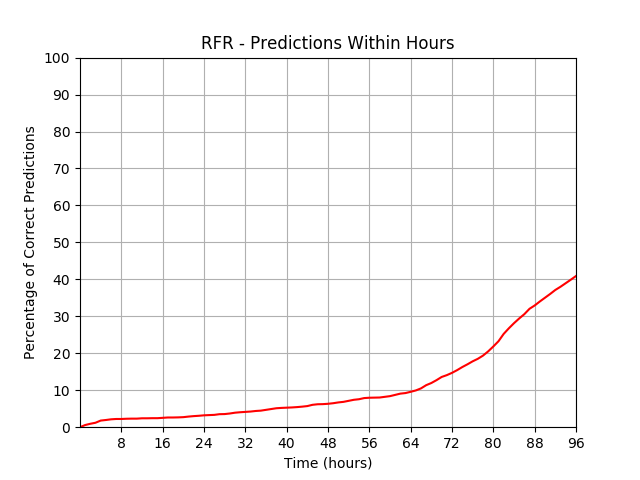 RFR - Predictions Within Hours
100
90
80
70
60
50
40
30
20
10
0
Percentage of Correct Predictions
8 16 24 32 40 48 56 64 72 80 88 96
Time (hours)